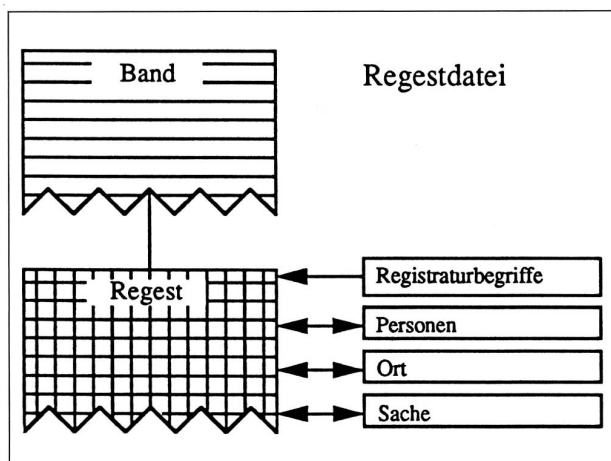 Band
Regestdatei
Regest
Registraturbegriffe
Personen
Ort
Sache